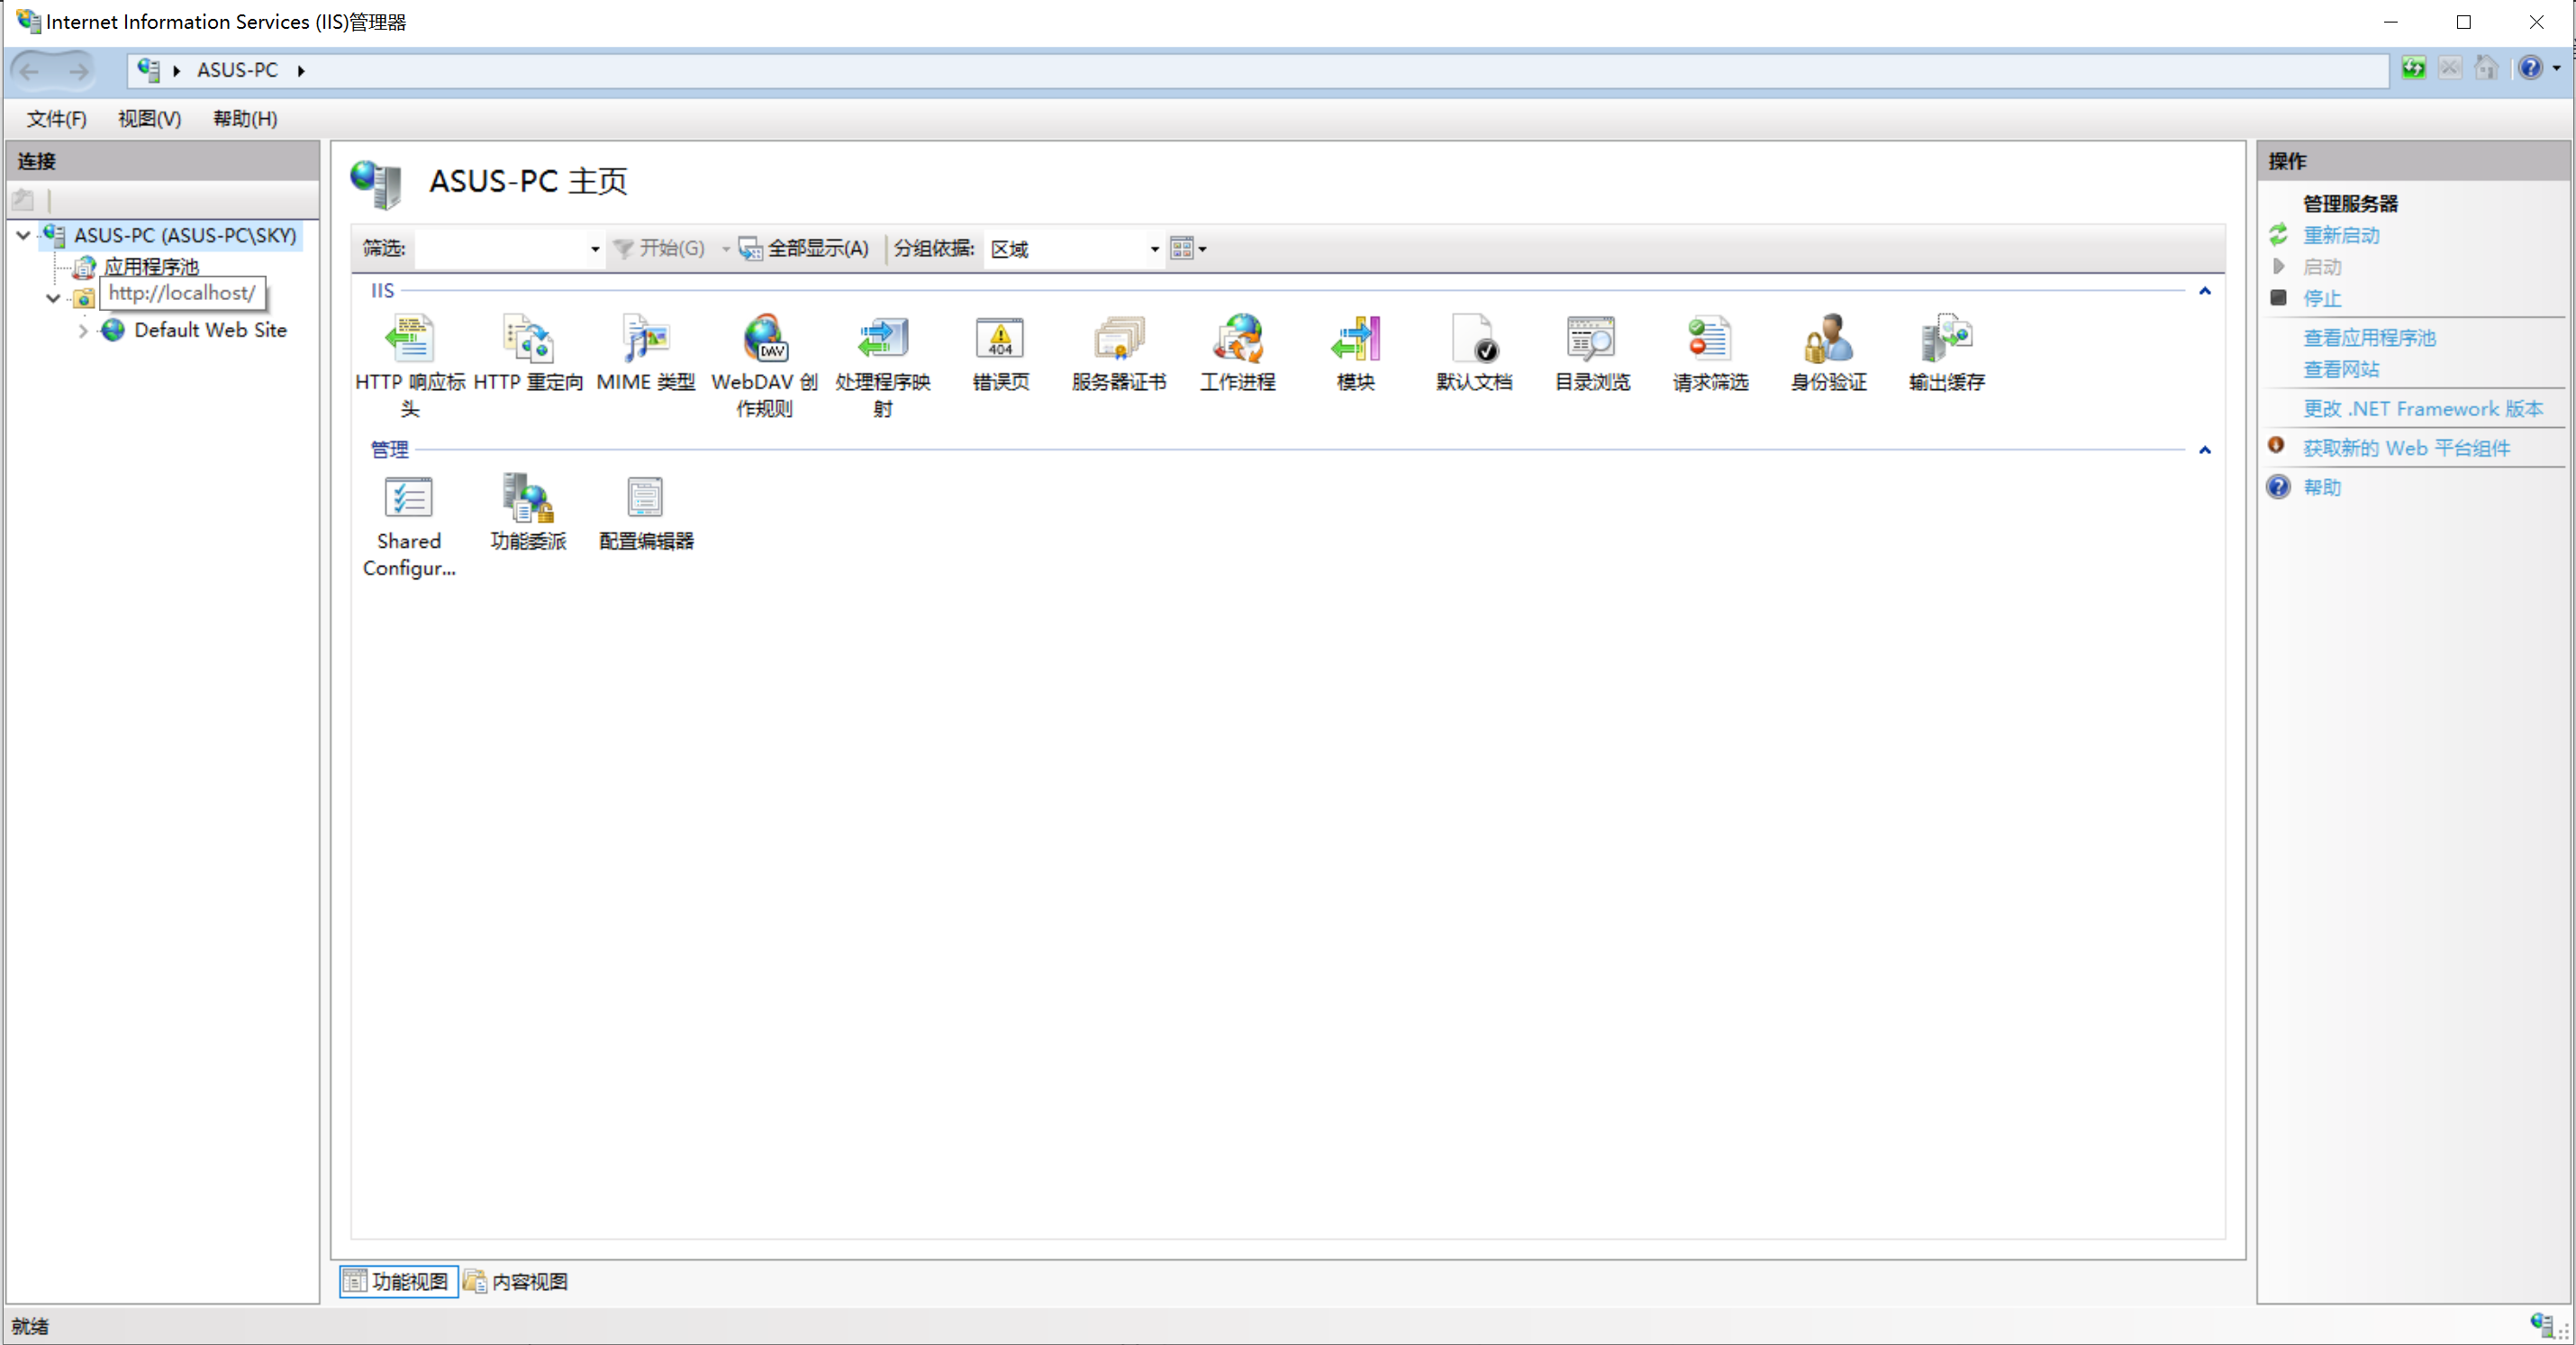 Internet Information Services (IIS)管理器
ASUS-PC
文件(F) 视图(V) 帮助(H)
连接
ASUS-PC (ASUS-PC\SKY)
应用程序池
http://localhost/
Default Web Site
ASUS-PC 主页
筛选: 开始(G) 全部显示(A) 分组依据: 区域
IIS
HTTP 响应标头
HTTP 重定向
MIME 类型
WebDAV 创作规则
处理程序映射
404
错误页
服务器证书
工作进程
模块
默认文档
目录浏览
请求筛选
身份验证
输出缓存
管理
Shared Configur...
功能委派
配置编辑器
功能视图 内容视图
操作
管理服务器
重新启动
启动
停止
查看应用程序池
查看网站
更改 .NET Framework 版本
获取新的 Web 平台组件
帮助
就绪